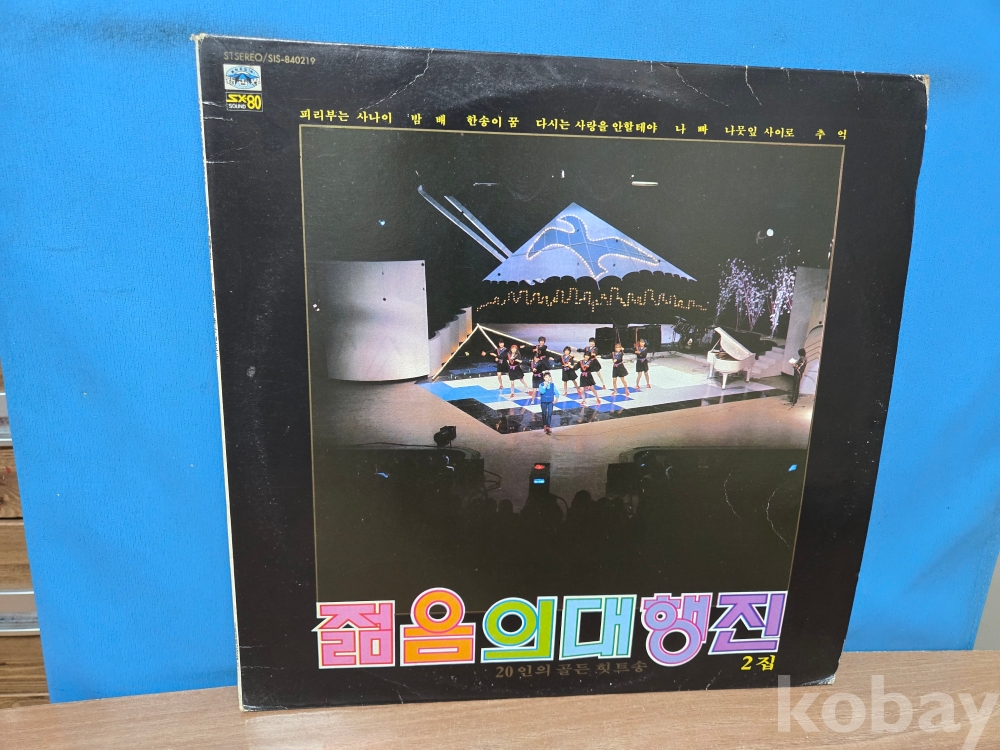 STSEREO/SIS-840219
SX80
SOUND
피리부는 사나이 밤 배 한송이 꿈 다시는 사랑을 안할테야 나 빠 나뭇잎 사이로 추 억
젊음의대행진
20인의 골든 힛트송
2집
kobay